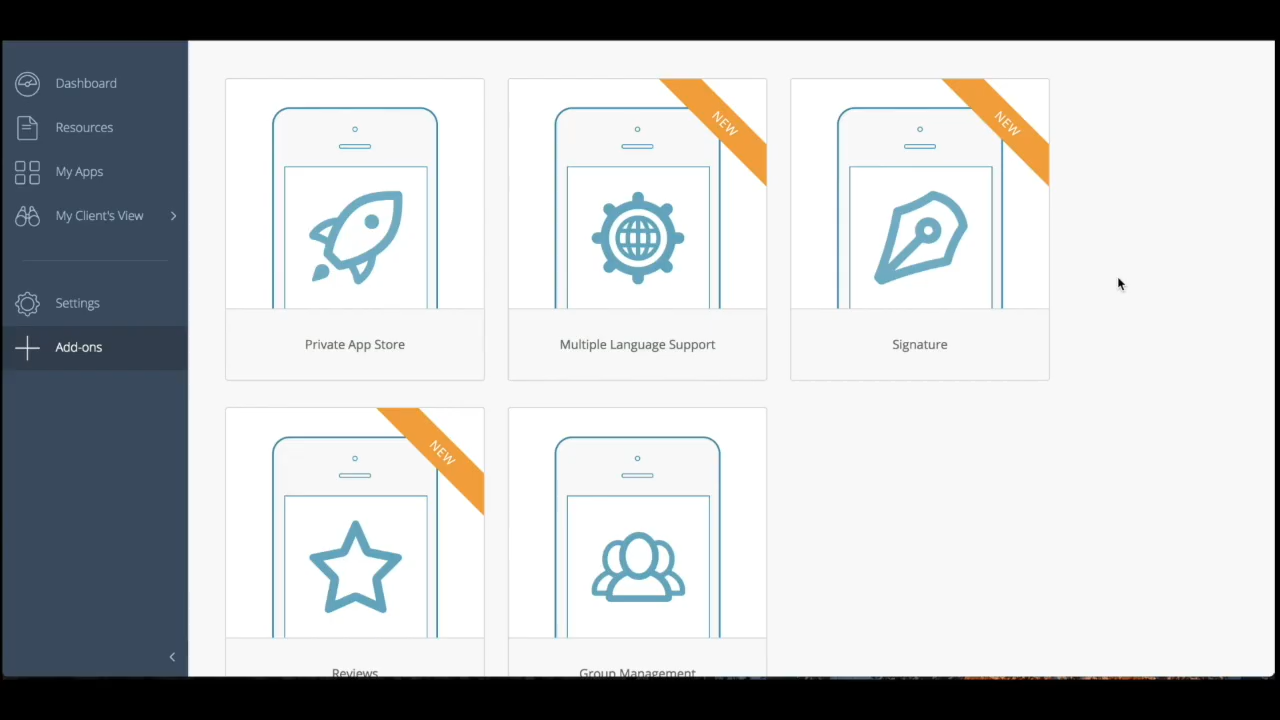 Dashboard
Resources
My Apps
My Client's View
Settings
Add-ons
NEW
NEW
Private App Store
Multiple Language Support
Signature
NEW
Reviews
Group Management